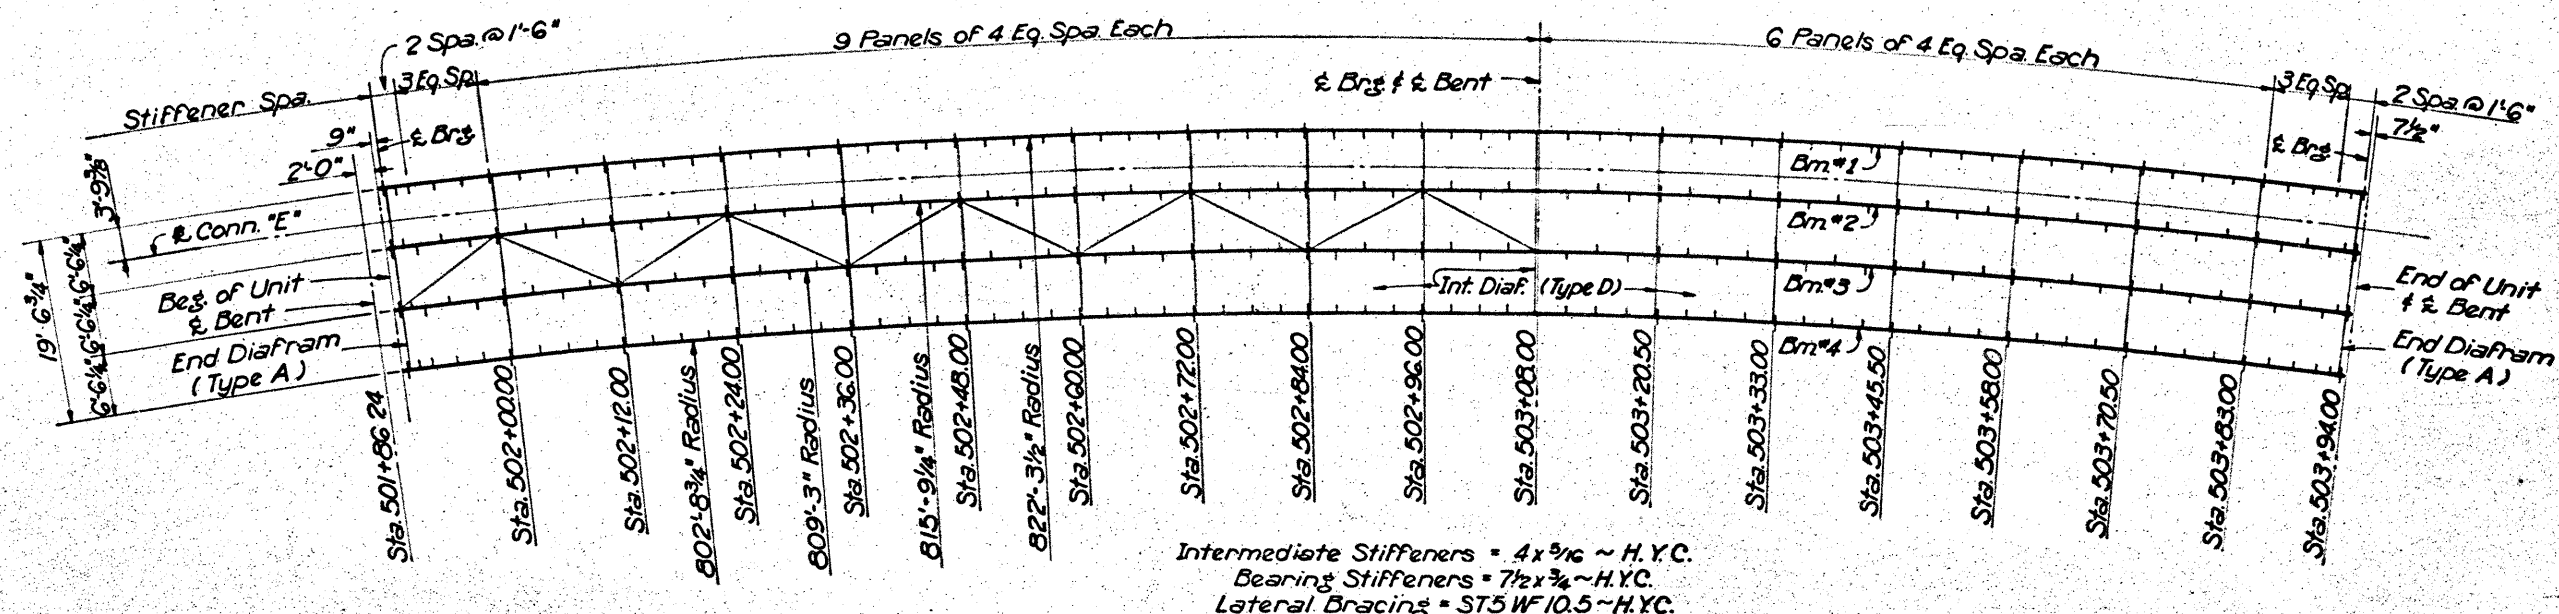 2 Spa. @ 1'-6"
9 Panels of 4 Eq. Spa. Each
6 Panels of 4 Eq. Spa. Each
3 Eq. Sp.
℄ Brg & ℄ Bent
3 Eq. Sp.
2 Spa. @ 1'-6"
Stiffener Spa.
9"
℄ Brg
7½"
℄ Brg
2'-0"
3'-9⅞"
℄ Conn. "E"
19'-6¾"
6'-6¼" 6'-6¼" 6'-6¼"
Beg. of Unit
℄ Bent
End Diafram
(Type A)
Bm. #1
Bm. #2
Bm. #3
Bm. #4
Int. Diaf. (Type D)
End of Unit
& ℄ Bent
End Diafram
(Type A)
Sta. 501+86.24
Sta. 502+00.00
Sta. 502+12.00
802'-8¾" Radius
Sta. 502+24.00
809'-3" Radius
Sta. 502+36.00
815'-9¼" Radius
Sta. 502+48.00
822'-3½" Radius
Sta. 502+60.00
Sta. 502+72.00
Sta. 502+84.00
Sta. 502+96.00
Sta. 503+08.00
Sta. 503+20.50
Sta. 503+33.00
Sta. 503+45.50
Sta. 503+58.00
Sta. 503+70.50
Sta. 503+83.00
Sta. 503+94.00
Intermediate Stiffeners = 4 x 5/16 ~ H.Y.C.
Bearing Stiffeners = 7½ x ¾ ~ H.Y.C.
Lateral Bracing = ST5 WF 10.5 ~ H.Y.C.